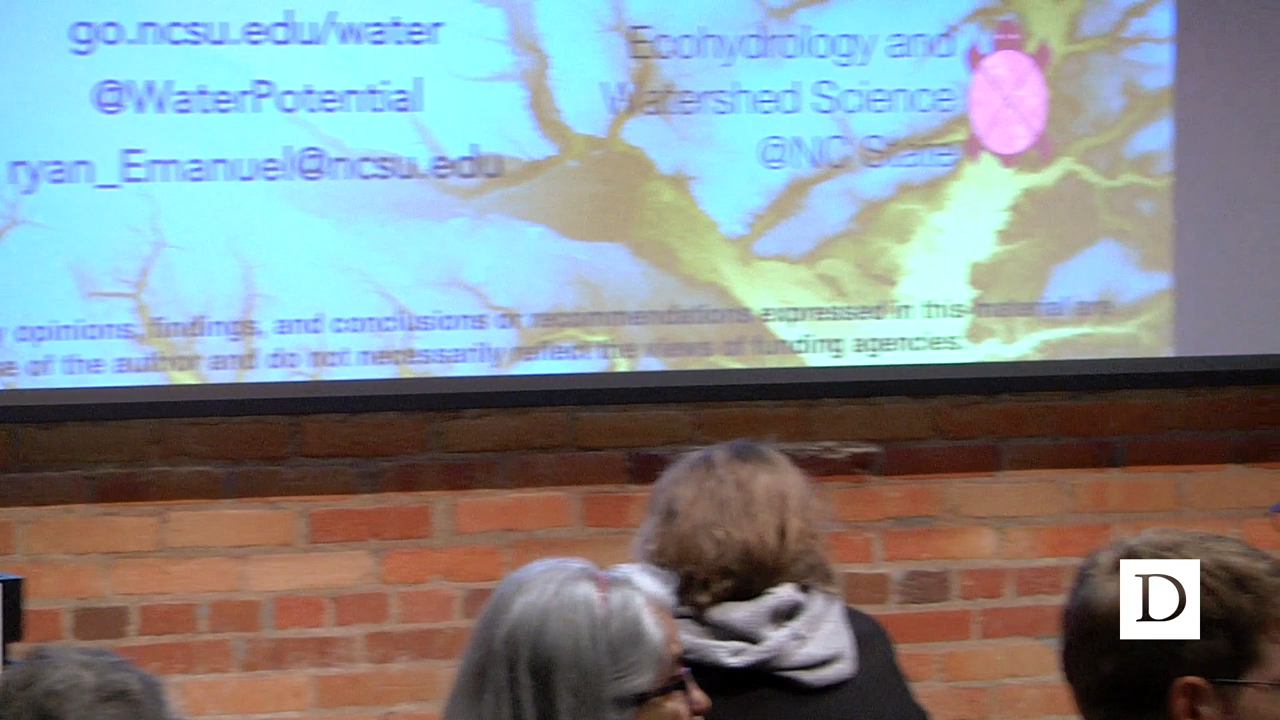 go.ncsu.edu/water
@WaterPotential
ryan_Emanuel@ncsu.edu
Ecohydrology and
Watershed Science
@NC State
opinions, findings, and conclusions or recommendations expressed in this material are
of the author and do not necessarily reflect the views of funding agencies.
D